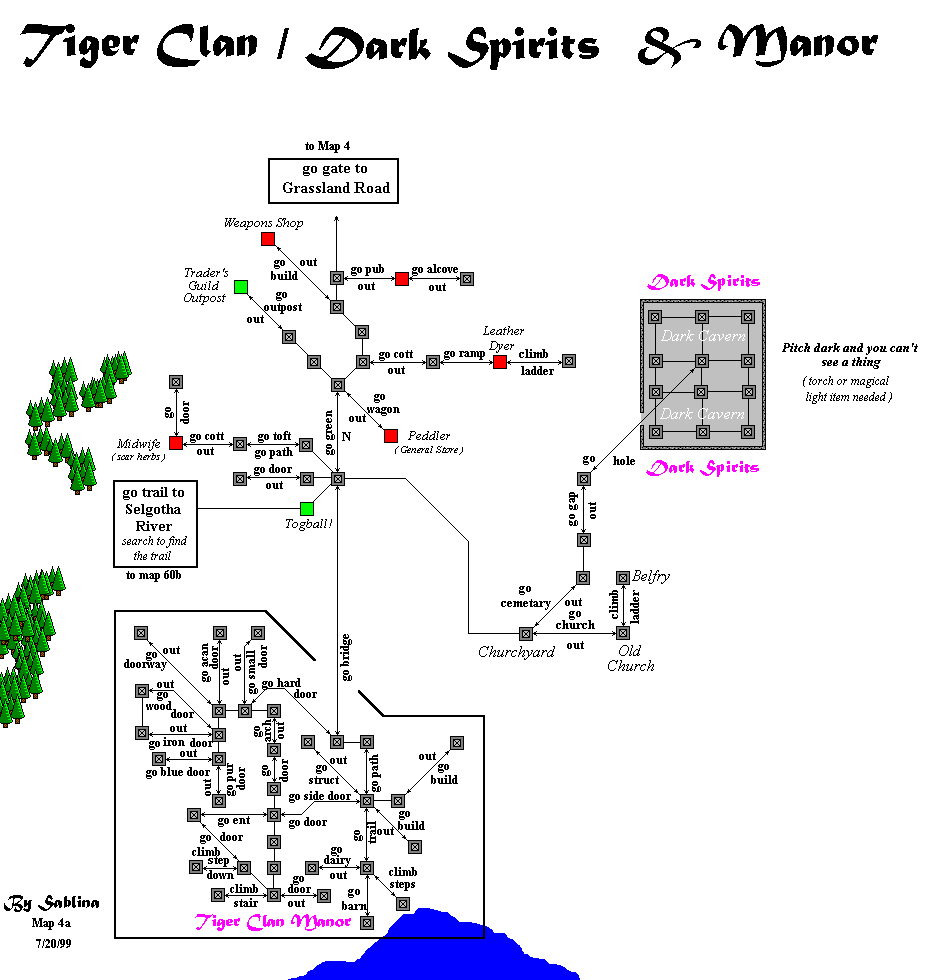 Tiger Clan / Dark Spirits & Manor
to Map 4
go gate to
Grassland Road
Weapons Shop
go
build
out
go pub
out
go alcove
out
Trader's
Guild
Outpost
go
outpost
out
Leather
Dyer
go cott
out
go ramp
climb
ladder
go
wagon
out
Peddler
( General Store )
go green
N
go
door
Midwife
( scar herbs )
go cott
out
go toft
go path
go door
out
Togball!
go trail to
Selgotha
River
search to find
the trail
to map 60b
Dark Spirits
Dark Cavern
Dark Cavern
Dark Spirits
Pitch dark and you can't
see a thing
( torch or magical
light item needed )
go
hole
go gap
out
go
cemetary
out
go
church
out
climb
ladder
Belfry
Churchyard
Old
Church
go bridge
go
doorway
out
go acan
door
out
out
go small
door
go hard
door
out
go
wood
door
out
go iron door
out
go blue door
out
go pur
door
go
arch
out
go
door
out
go
struct
go path
out
go
build
go side door
go door
go ent
go door
climb
step
down
go
trail
out
go
build
go
dairy
out
climb
steps
climb
stair
go
door
out
go
barn
Tiger Clan Manor
By Sablina
Map 4a
7/20/99